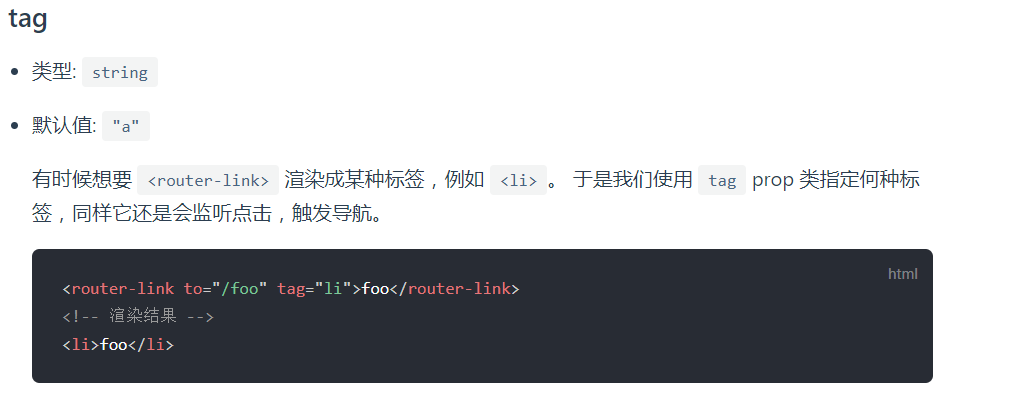 tag
类型: string
默认值: "a"
有时候想要 <router-link> 渲染成某种标签，例如 <li> 。 于是我们使用 tag prop 类指定何种标
签，同样它还是会监听点击，触发导航。
html
<router-link to="/foo" tag="li">foo</router-link>
<!-- 渲染结果 -->
<li>foo</li>